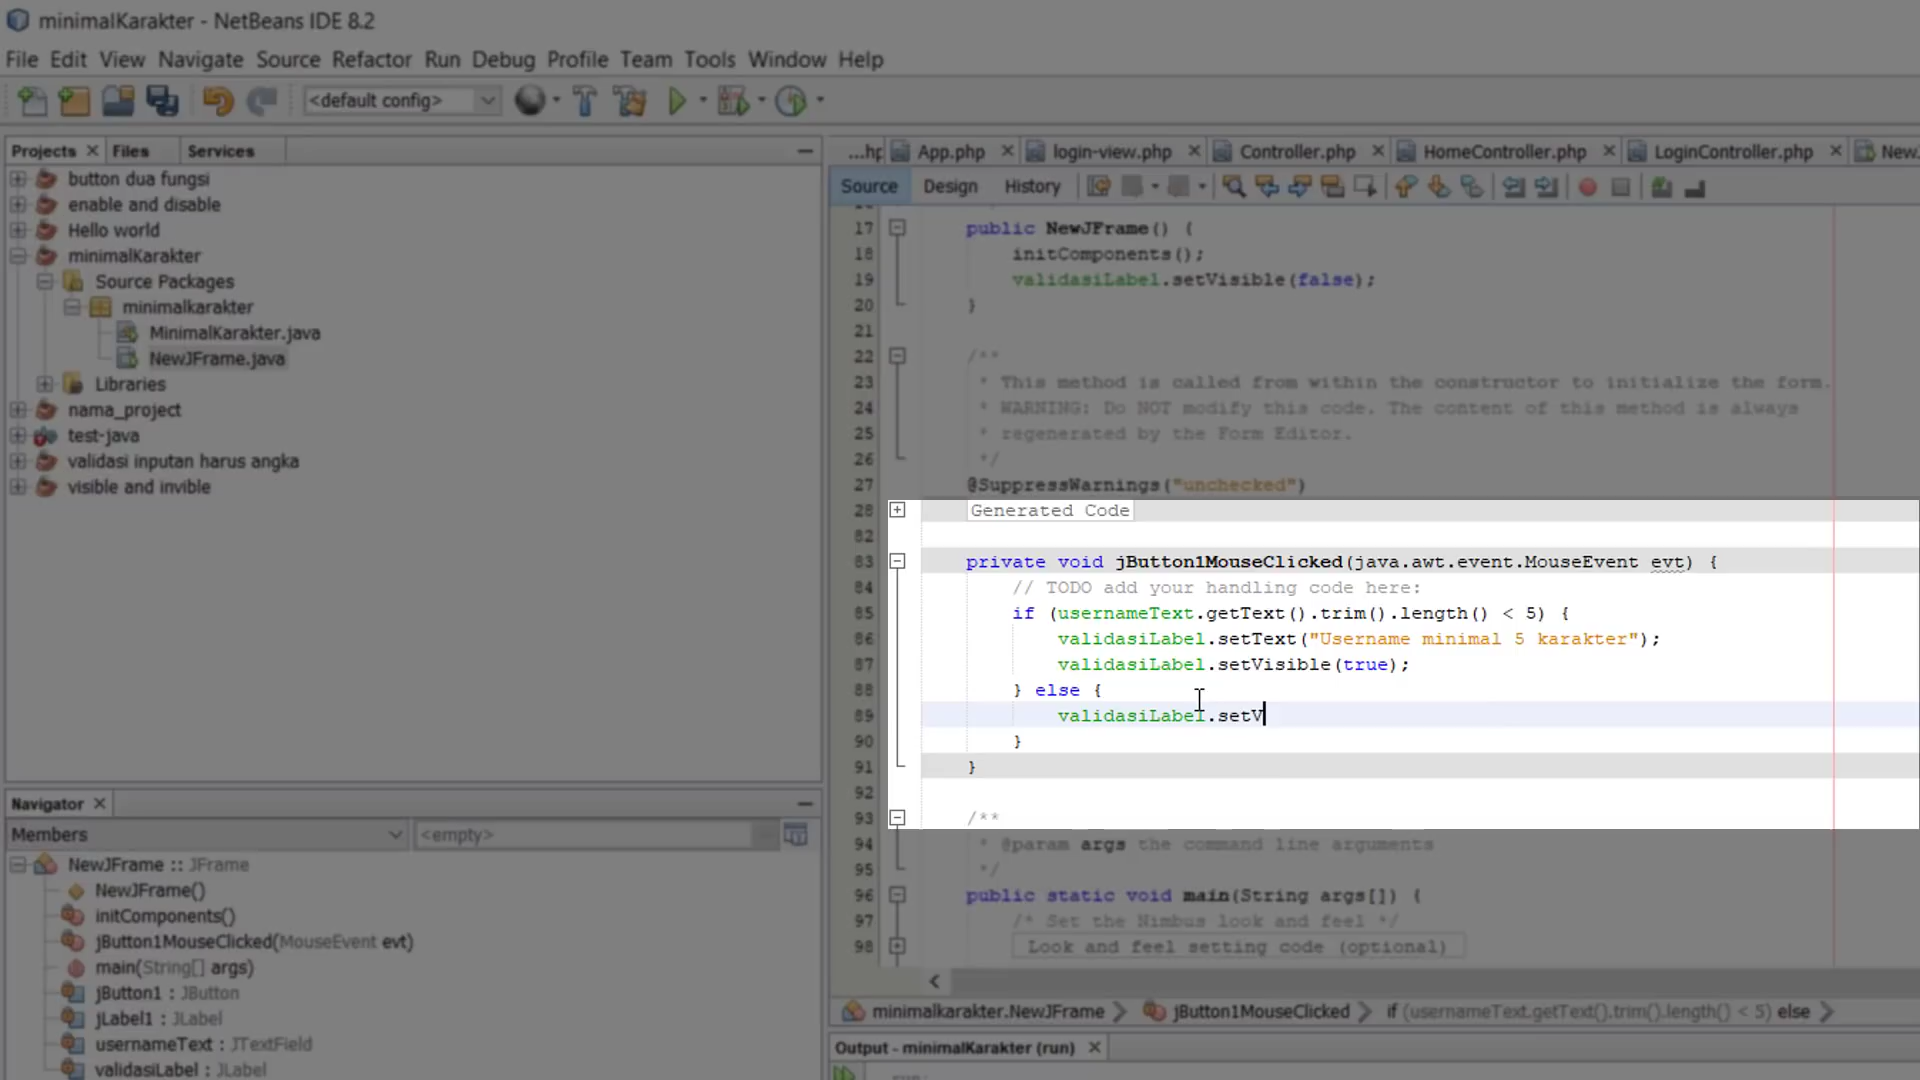 minimalKarakter - NetBeans IDE 8.2
File Edit View Navigate Source Refactor Run Debug Profile Team Tools Window Help
<default config>
Projects Files Services
button dua fungsi
enable and disable
Hello world
minimalKarakter
Source Packages
minimalkarakter
MinimalKarakter.java
NewJFrame.java
Libraries
nama_project
test-java
validasi inputan harus angka
visible and invible
Navigator
Members <empty>
NewJFrame :: JFrame
NewJFrame()
initComponents()
jButton1MouseClicked(MouseEvent evt)
main(String[] args)
jButton1 : JButton
jLabel1 : JLabel
usernameText : JTextField
validasiLabel : JLabel
...hp App.php login-view.php Controller.php HomeController.php LoginController.php NewJ
Source Design History
17 public NewJFrame() {
18 initComponents();
19 validasiLabel.setVisible(false);
20 }
21
22 /**
23 * This method is called from within the constructor to initialize the form.
24 * WARNING: Do NOT modify this code. The content of this method is always
25 * regenerated by the Form Editor.
26 */
27 @SuppressWarnings("unchecked")
28 Generated Code
82
83 private void jButton1MouseClicked(java.awt.event.MouseEvent evt) {
84 // TODO add your handling code here:
85 if (usernameText.getText().trim().length() < 5) {
86 validasiLabel.setText("Username minimal 5 karakter");
87 validasiLabel.setVisible(true);
88 } else {
89 validasiLabel.setV
90 }
91 }
92
93 /**
94 * @param args the command line arguments
95 */
96 public static void main(String args[]) {
97 /* Set the Nimbus look and feel */
98 Look and feel setting code (optional)
minimalkarakter.NewJFrame jButton1MouseClicked if (usernameText.getText().trim().length() < 5) else
Output - minimalKarakter (run)
run: